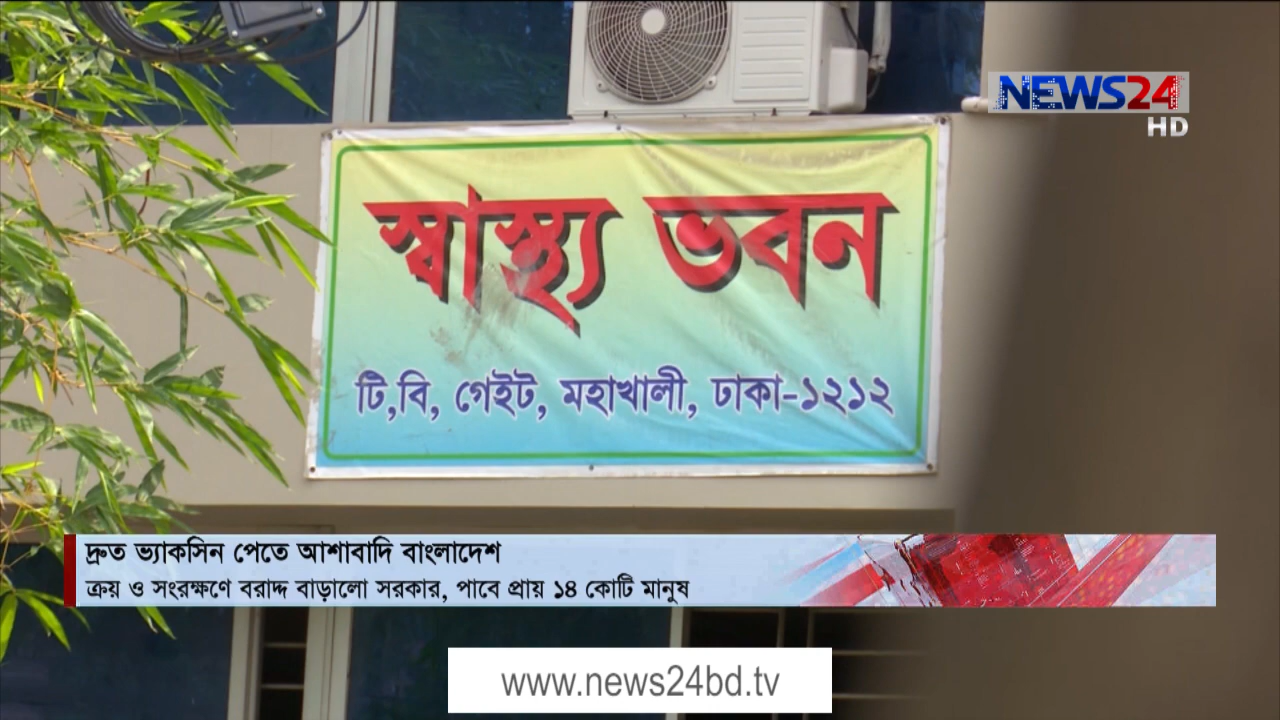 NEWS24
HD
স্বাস্থ্য ভবন
টি,বি, গেইট, মহাখালী, ঢাকা-১২১২
দ্রুত ভ্যাকসিন পেতে আশাবাদি বাংলাদেশ
ক্রয় ও সংরক্ষণে বরাদ্দ বাড়ালো সরকার, পাবে প্রায় ১৪ কোটি মানুষ
www.news24bd.tv